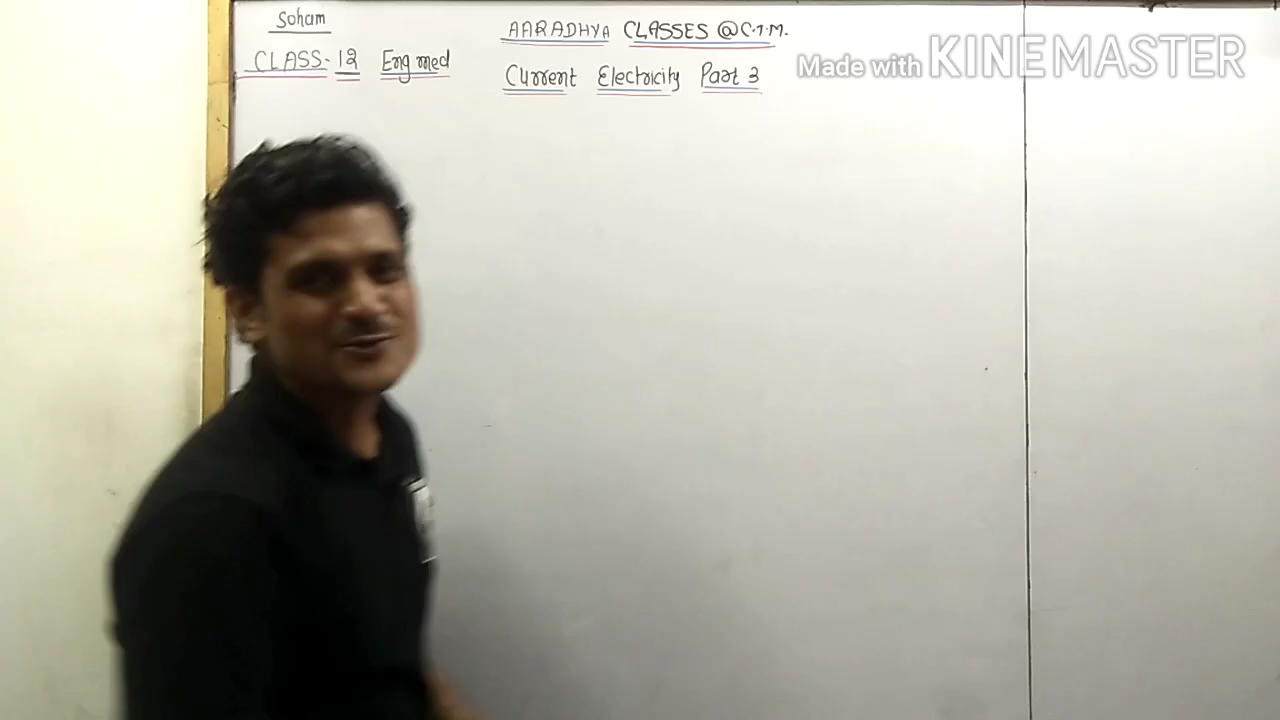 Soham
CLASS-12 Eng med
AARADHYA CLASSES @C.T.M.
Current Electricity Part 3
Made with KINEMASTER